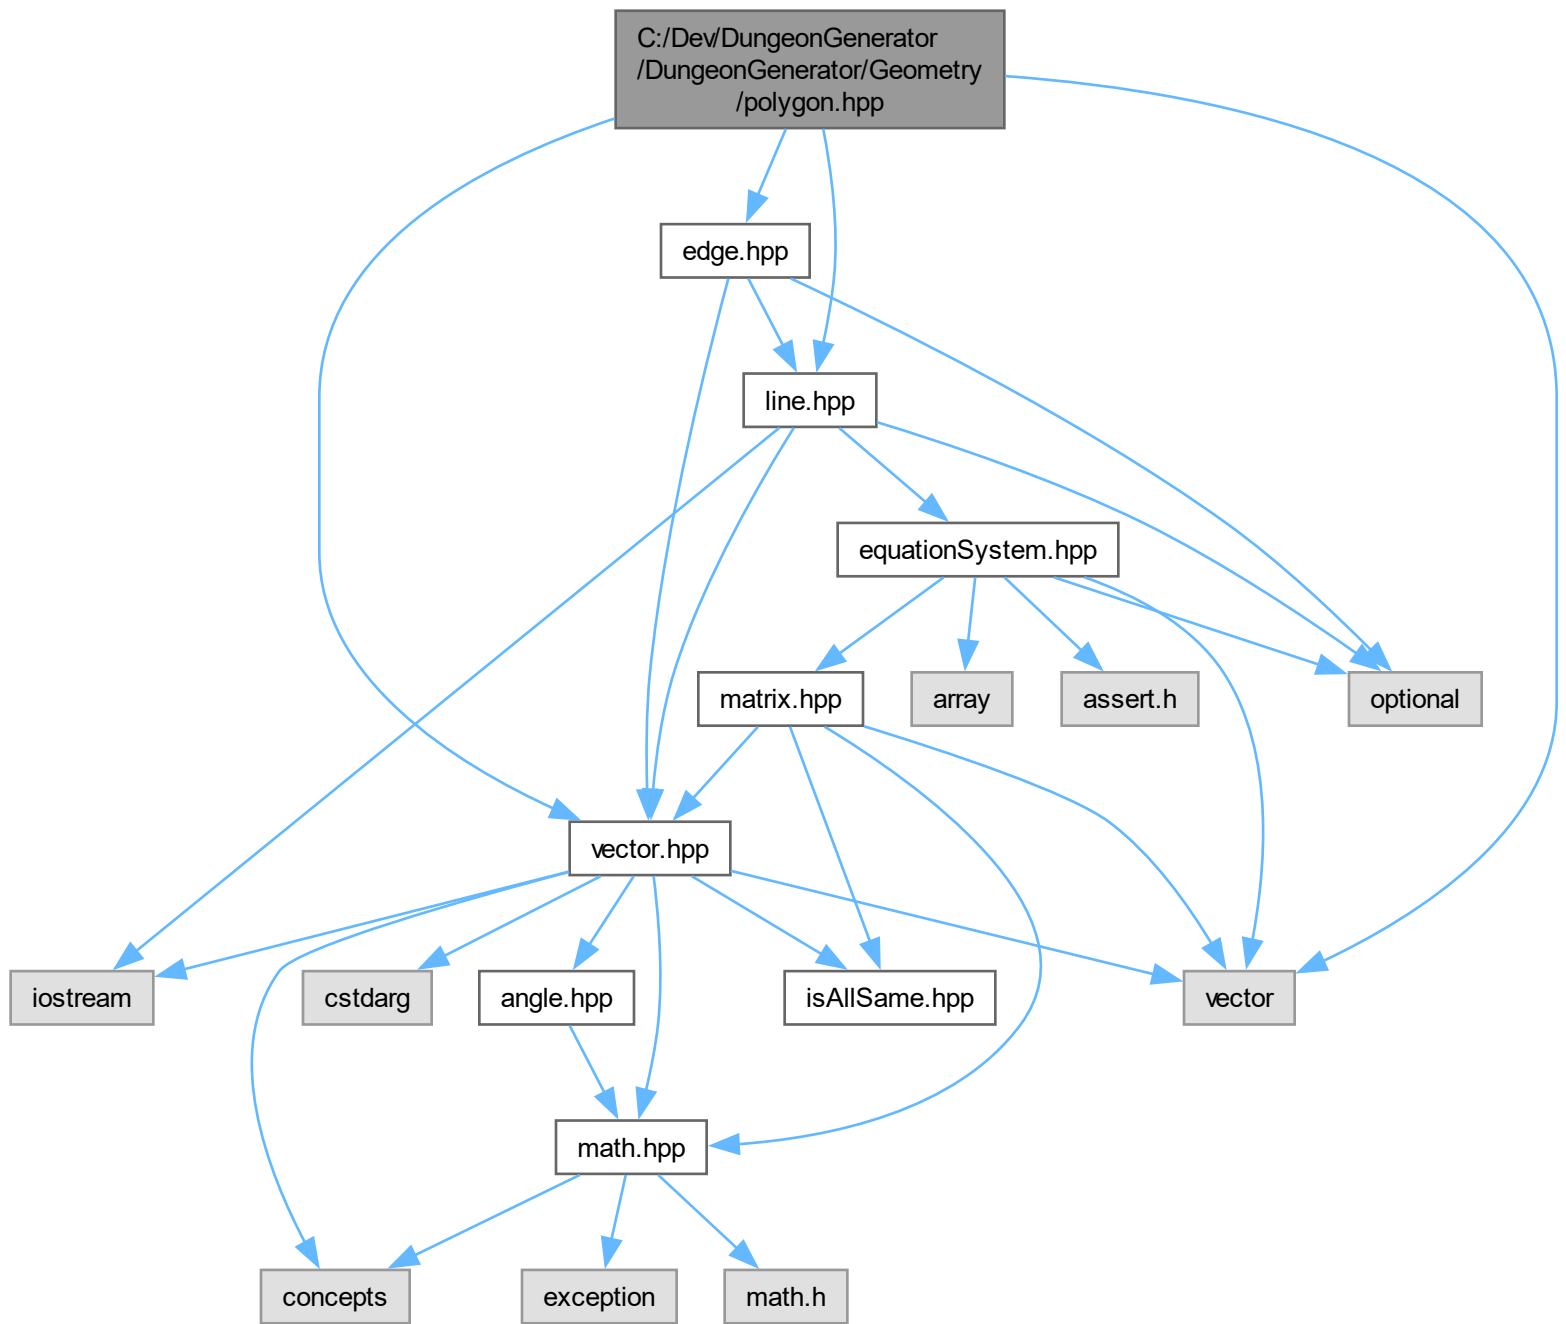 C:/Dev/DungeonGenerator
/DungeonGenerator/Geometry
/polygon.hpp
edge.hpp
line.hpp
equationSystem.hpp
matrix.hpp
array
assert.h
optional
vector.hpp
iostream
cstdarg
angle.hpp
isAllSame.hpp
vector
math.hpp
concepts
exception
math.h